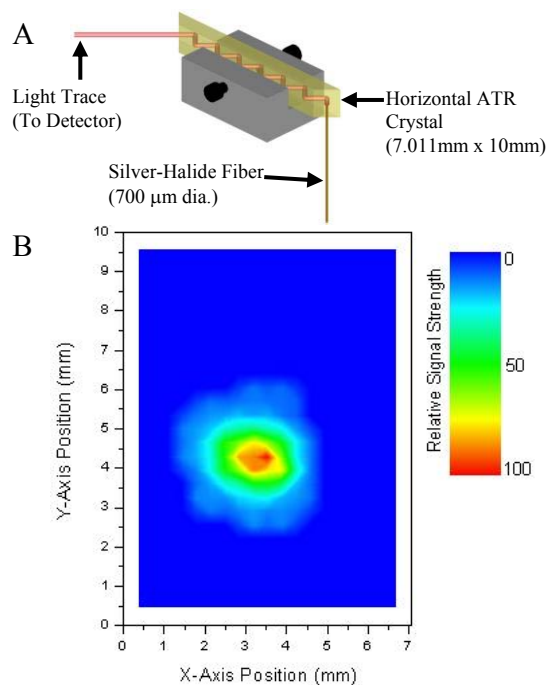 A
Light Trace
(To Detector)
Horizontal ATR
Crystal
(7.011mm x 10mm)
Silver-Halide Fiber
(700 μm dia.)
B
10
9
8
7
6
5
4
3
2
1
0
Y-Axis Position (mm)
0 1 2 3 4 5 6 7
X-Axis Position (mm)
Relative Signal Strength
0
50
100